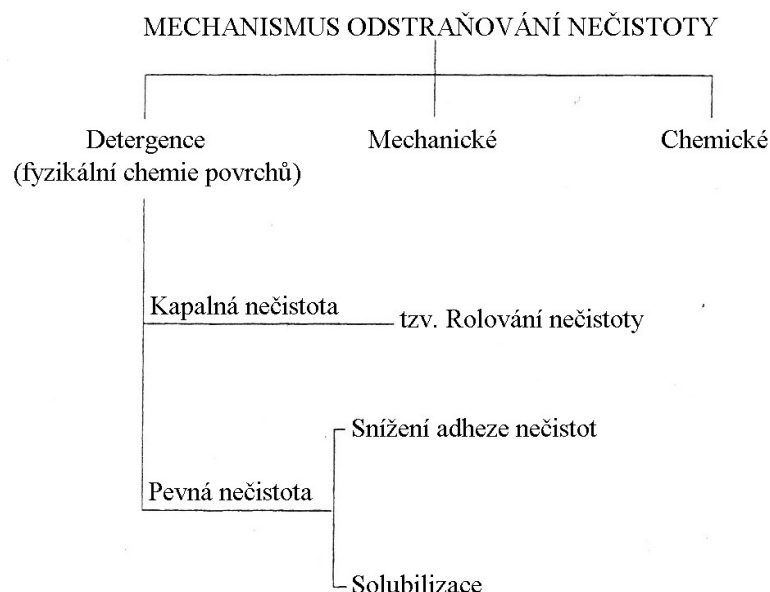 MECHANISMUS ODSTRAŇOVÁNÍ NEČISTOTY
Detergence
(fyzikální chemie povrchů)
Mechanické
Chemické
Kapalná nečistota
tzv. Rolování nečistoty
Snížení adheze nečistot
Pevná nečistota
Solubilizace